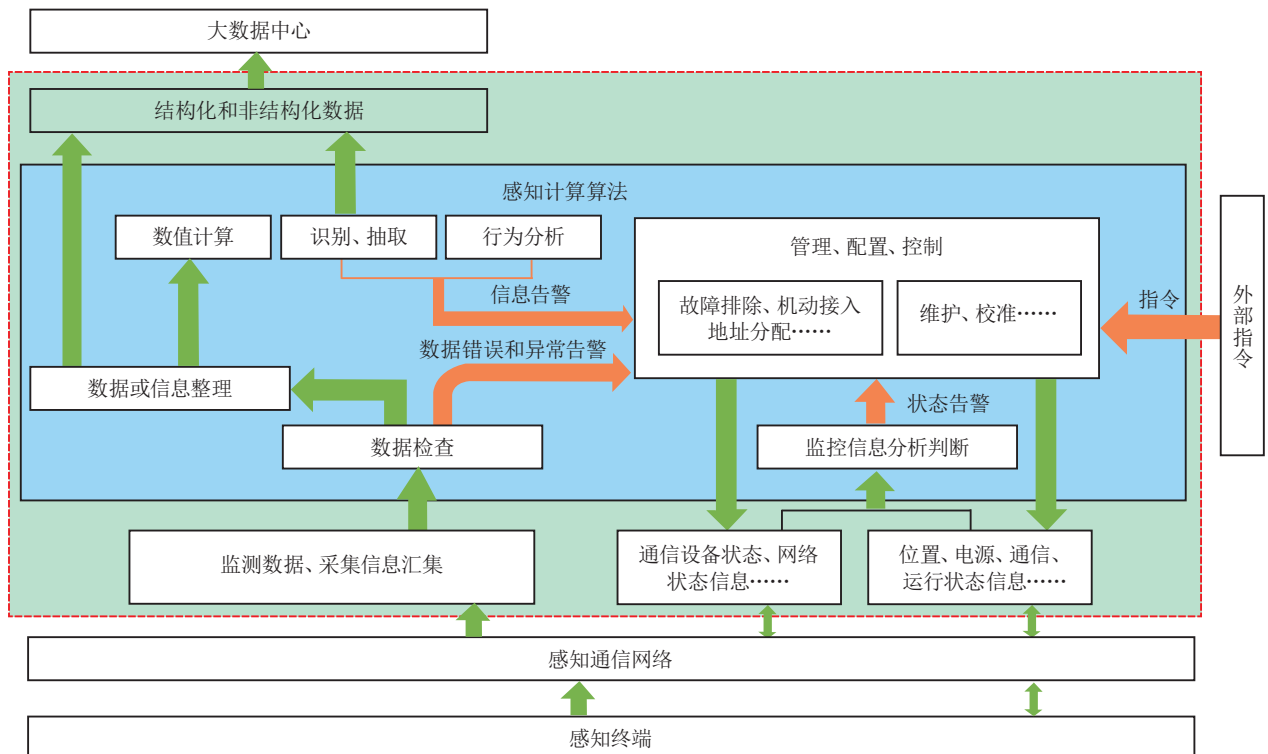 大数据中心
结构化和非结构化数据
感知计算算法
数值计算
识别、抽取
行为分析
管理、配置、控制
信息告警
故障排除、机动接入
地址分配……
维护、校准……
指令
外部指令
数据错误和异常告警
数据或信息整理
状态告警
数据检查
监控信息分析判断
监测数据、采集信息汇集
通信设备状态、网络
状态信息……
位置、电源、通信、
运行状态信息……
感知通信网络
感知终端